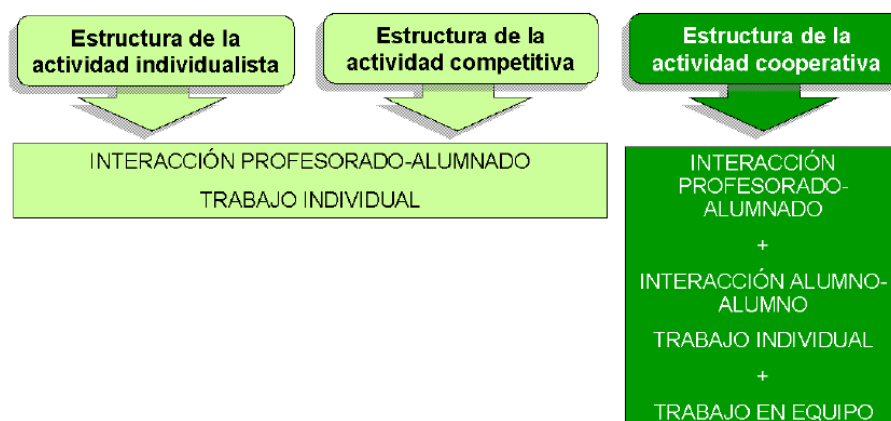 Estructura de la
actividad individualista
Estructura de la
actividad competitiva
Estructura de la
actividad cooperativa
INTERACCIÓN PROFESORADO-ALUMNADO
TRABAJO INDIVIDUAL
INTERACCIÓN
PROFESORADO-
ALUMNADO
+
INTERACCIÓN ALUMNO-
ALUMNO
TRABAJO INDIVIDUAL
+
TRABAJO EN EQUIPO